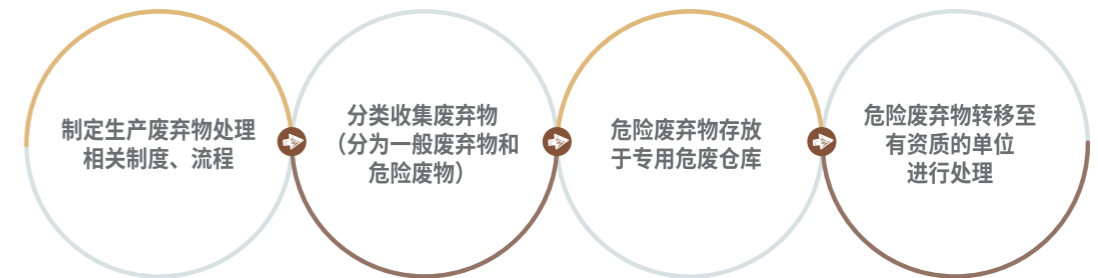 制定生产废弃物处理
相关制度、流程
分类收集废弃物
（分为一般废弃物和
危险废物）
危险废弃物存放
于专用危废仓库
危险废弃物转移至
有资质的单位
进行处理